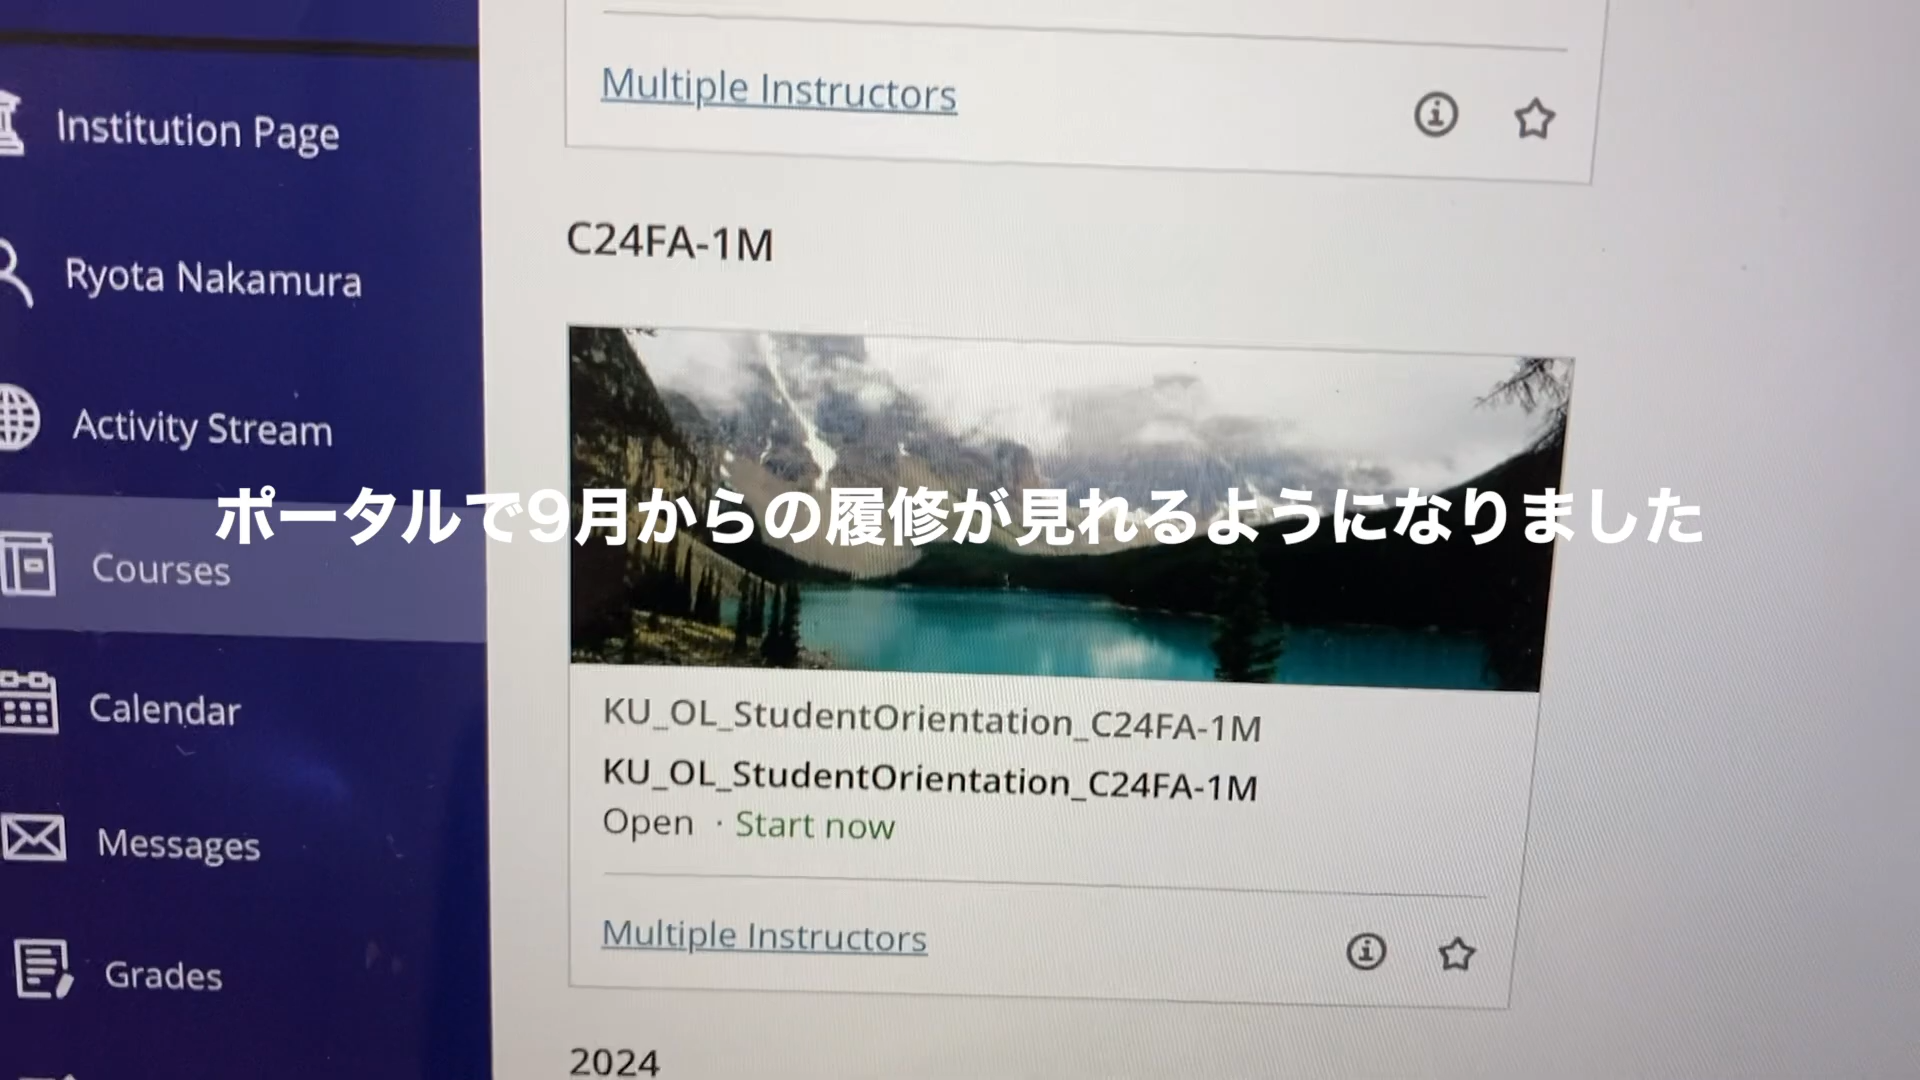 Multiple Instructors
Institution Page
C24FA-1M
Ryota Nakamura
Activity Stream
ポータルで9月からの履修が見れるようになりました
Courses
Calendar
KU_OL_StudentOrientation_C24FA-1M
KU_OL_StudentOrientation_C24FA-1M
Open · Start now
Messages
Multiple Instructors
Grades
2024